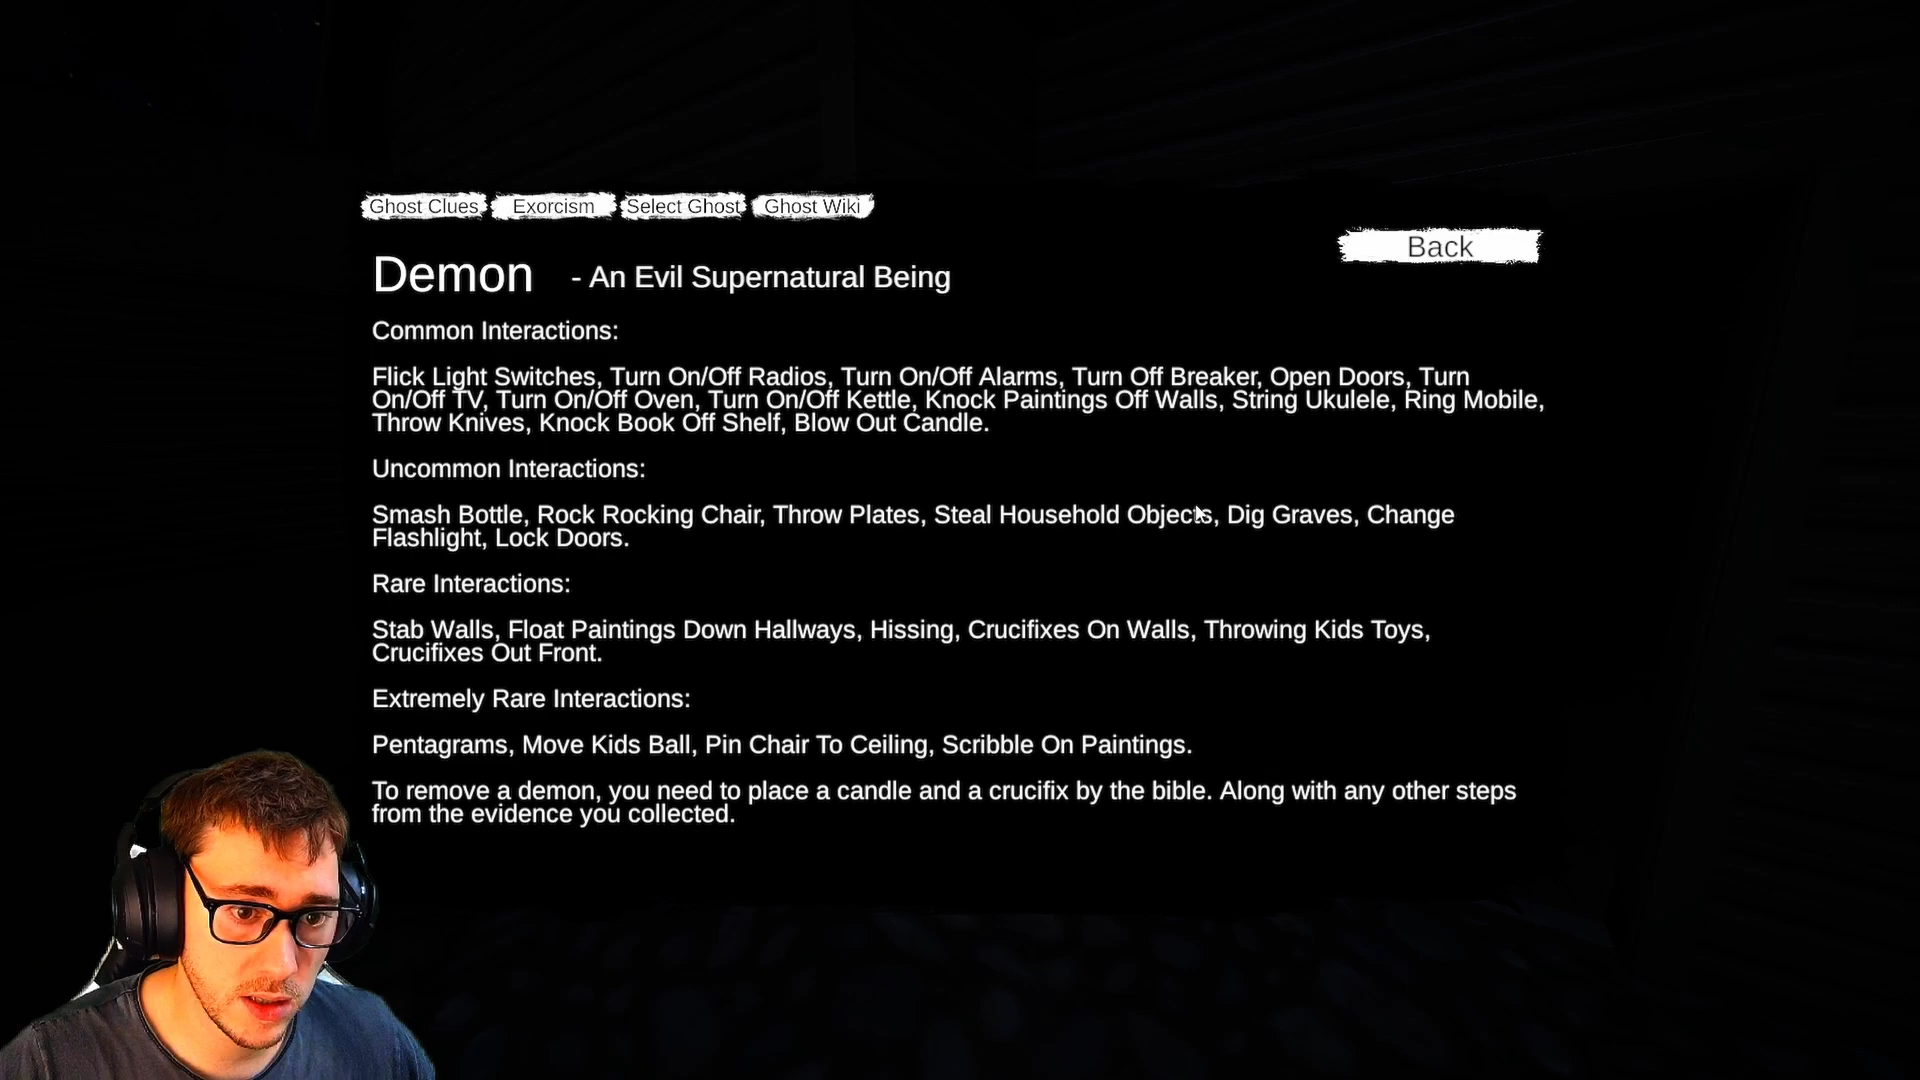 Ghost Clues Exorcism Select Ghost Ghost Wiki
Back
Demon - An Evil Supernatural Being
Common Interactions:
Flick Light Switches, Turn On/Off Radios, Turn On/Off Alarms, Turn Off Breaker, Open Doors, Turn
On/Off TV, Turn On/Off Oven, Turn On/Off Kettle, Knock Paintings Off Walls, String Ukulele, Ring Mobile,
Throw Knives, Knock Book Off Shelf, Blow Out Candle.
Uncommon Interactions:
Smash Bottle, Rock Rocking Chair, Throw Plates, Steal Household Objects, Dig Graves, Change
Flashlight, Lock Doors.
Rare Interactions:
Stab Walls, Float Paintings Down Hallways, Hissing, Crucifixes On Walls, Throwing Kids Toys,
Crucifixes Out Front.
Extremely Rare Interactions:
Pentagrams, Move Kids Ball, Pin Chair To Ceiling, Scribble On Paintings.
To remove a demon, you need to place a candle and a crucifix by the bible. Along with any other steps
from the evidence you collected.